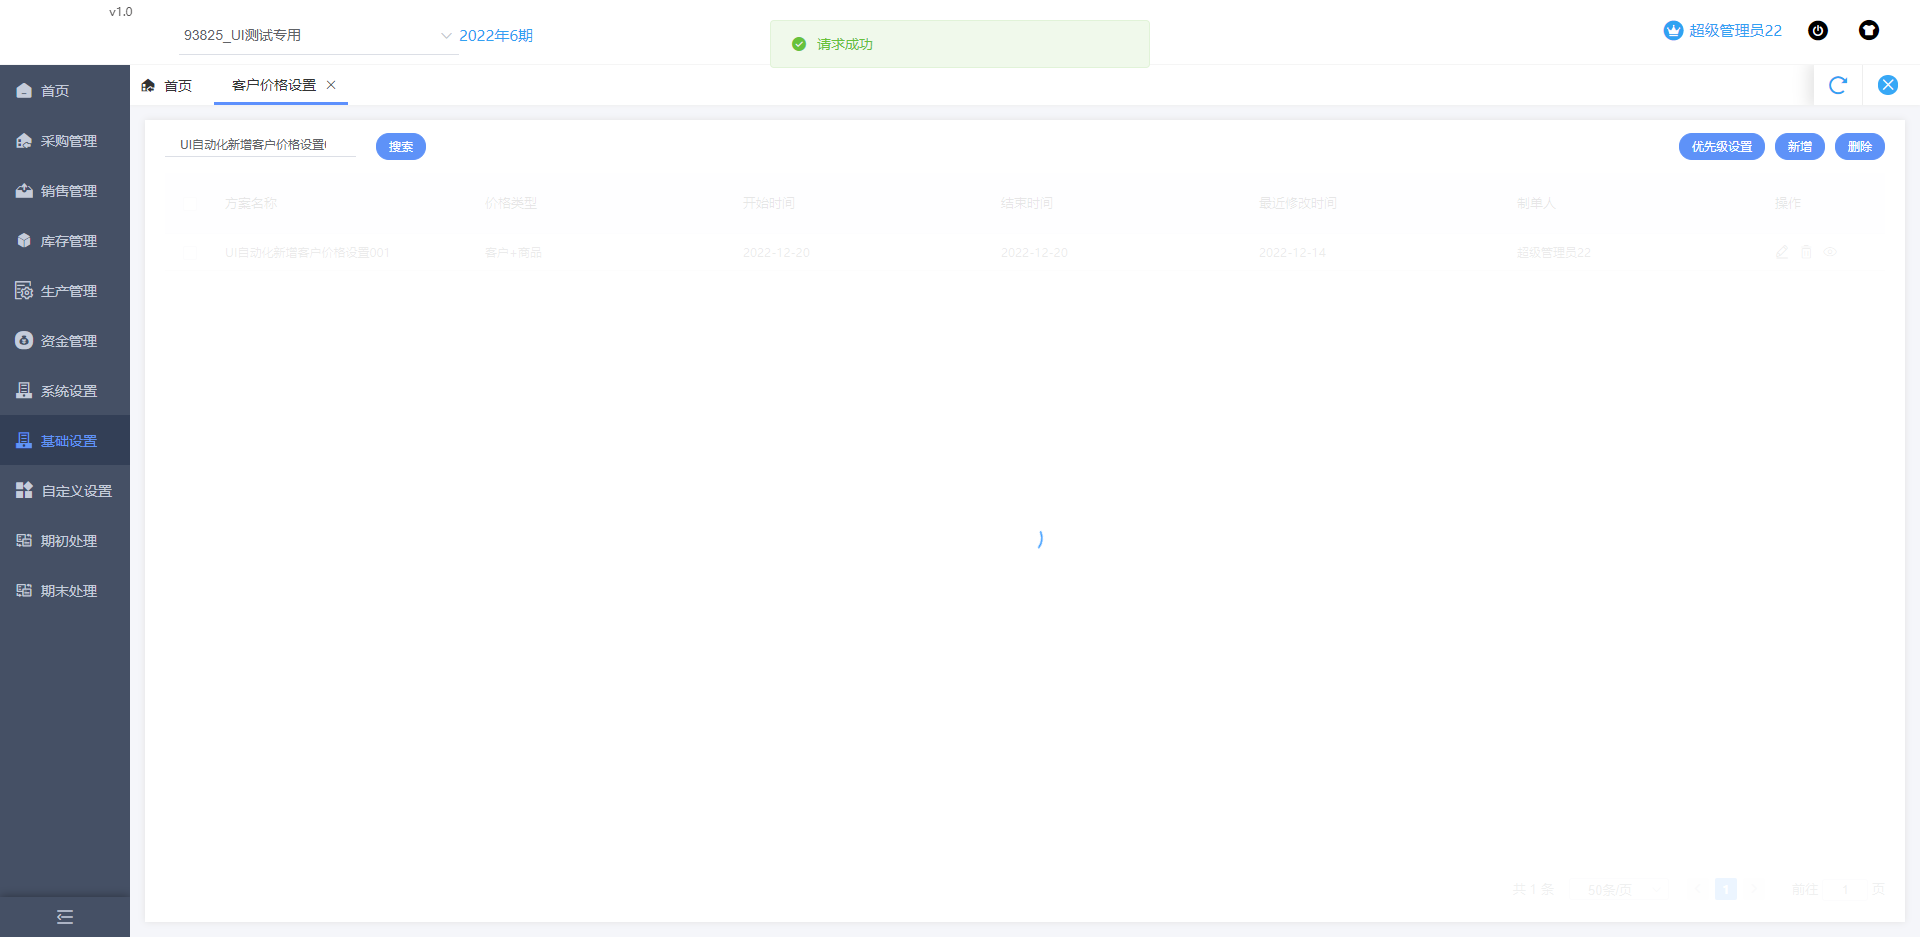 v1.0
93825_UI测试专用
2022年6期
请求成功
超级管理员22
首页
采购管理
销售管理
库存管理
生产管理
资金管理
系统设置
基础设置
自定义设置
期初处理
期末处理
首页
客户价格设置
UI自动化新增客户价格设置
搜索
优先级设置
新增
删除
方案名称 价格类型 开始时间 结束时间 最近修改时间 制单人 操作
UI自动化新增客户价格设置001 客户+商品 2022-12-20 2022-12-20 2022-12-14 超级管理员22
共 1 条 50条/页 1 前往 1 页